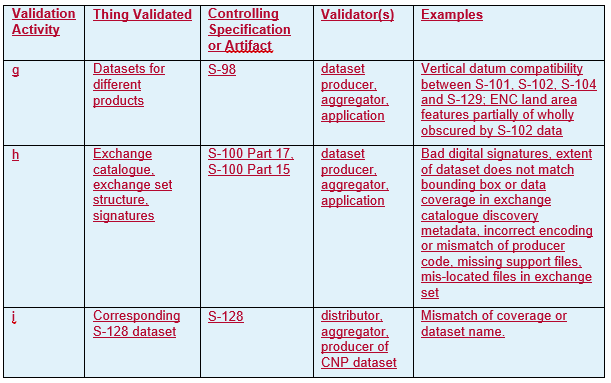 Validation Activity
Thing Validated
Controlling Specification or Artifact
Validator(s)
Examples
g
Datasets for
different
products
S-98
dataset
producer,
aggregator,
application
Vertical datum compatibility
between S-101, S-102, S-104
and S-129; ENC land area
features partially of wholly
obscured by S-102 data
h
Exchange
catalogue,
exchange set
structure,
signatures
S-100 Part 17,
S-100 Part 15
dataset
producer,
aggregator,
application
Bad digital signatures, extent
of dataset does not match
bounding box or data
coverage in exchange
catalogue discovery
metadata, incorrect encoding
or mismatch of producer
code, missing support files,
mis-located files in exchange
set
i
Corresponding
S-128 dataset
S-128
distributor,
aggregator,
producer of
CNP dataset
Mismatch of coverage or
dataset name.